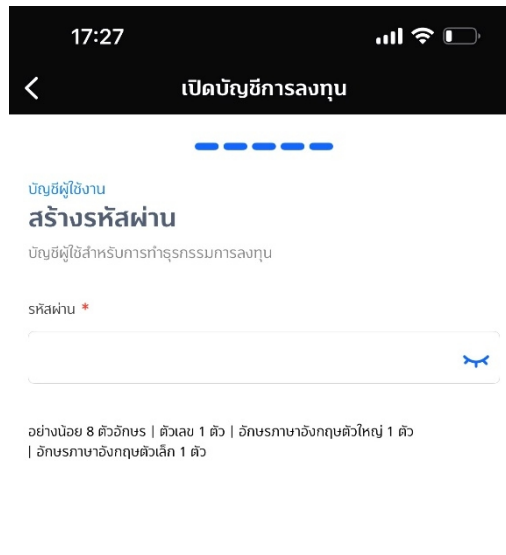 17:27
เปิดบัญชีการลงทุน
บัญชีผู้ใช้งาน
สร้างรหัสผ่าน
บัญชีผู้ใช้สำหรับการทำธุรกรรมการลงทุน
รหัสผ่าน *
อย่างน้อย 8 ตัวอักษร | ตัวเลข 1 ตัว | อักษรภาษาอังกฤษตัวใหญ่ 1 ตัว
| อักษรภาษาอังกฤษตัวเล็ก 1 ตัว